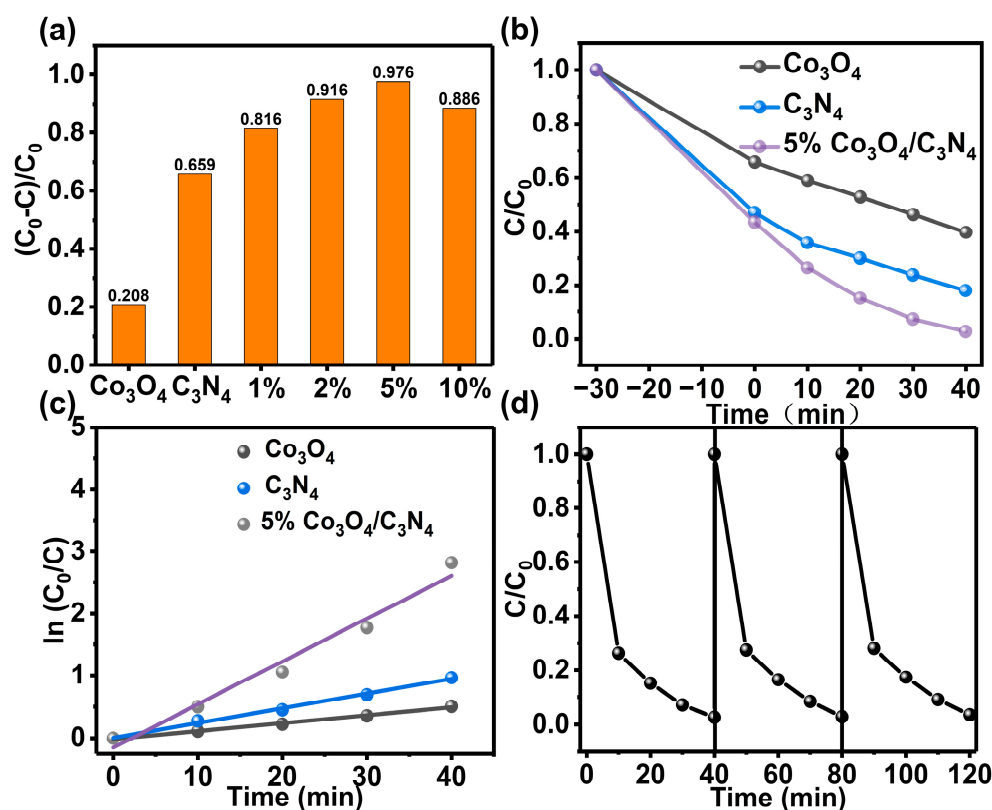 (a)
(C₀-C)/C₀
1.0
0.8
0.6
0.4
0.2
0.0
0.208
0.659
0.816
0.916
0.976
0.886
Co₃O₄ C₃N₄ 1% 2% 5% 10%
(b)
C/C₀
1.0
0.8
0.6
0.4
0.2
0.0
Co₃O₄
C₃N₄
5% Co₃O₄/C₃N₄
−30 −20 −10 0 10 20 30 40
Time（min）
(c)
ln (C₀/C)
5
4
3
2
1
0
Co₃O₄
C₃N₄
5% Co₃O₄/C₃N₄
0 10 20 30 40
Time (min)
(d)
C/C₀
1.0
0.8
0.6
0.4
0.2
0.0
0 20 40 60 80 100 120
Time (min)